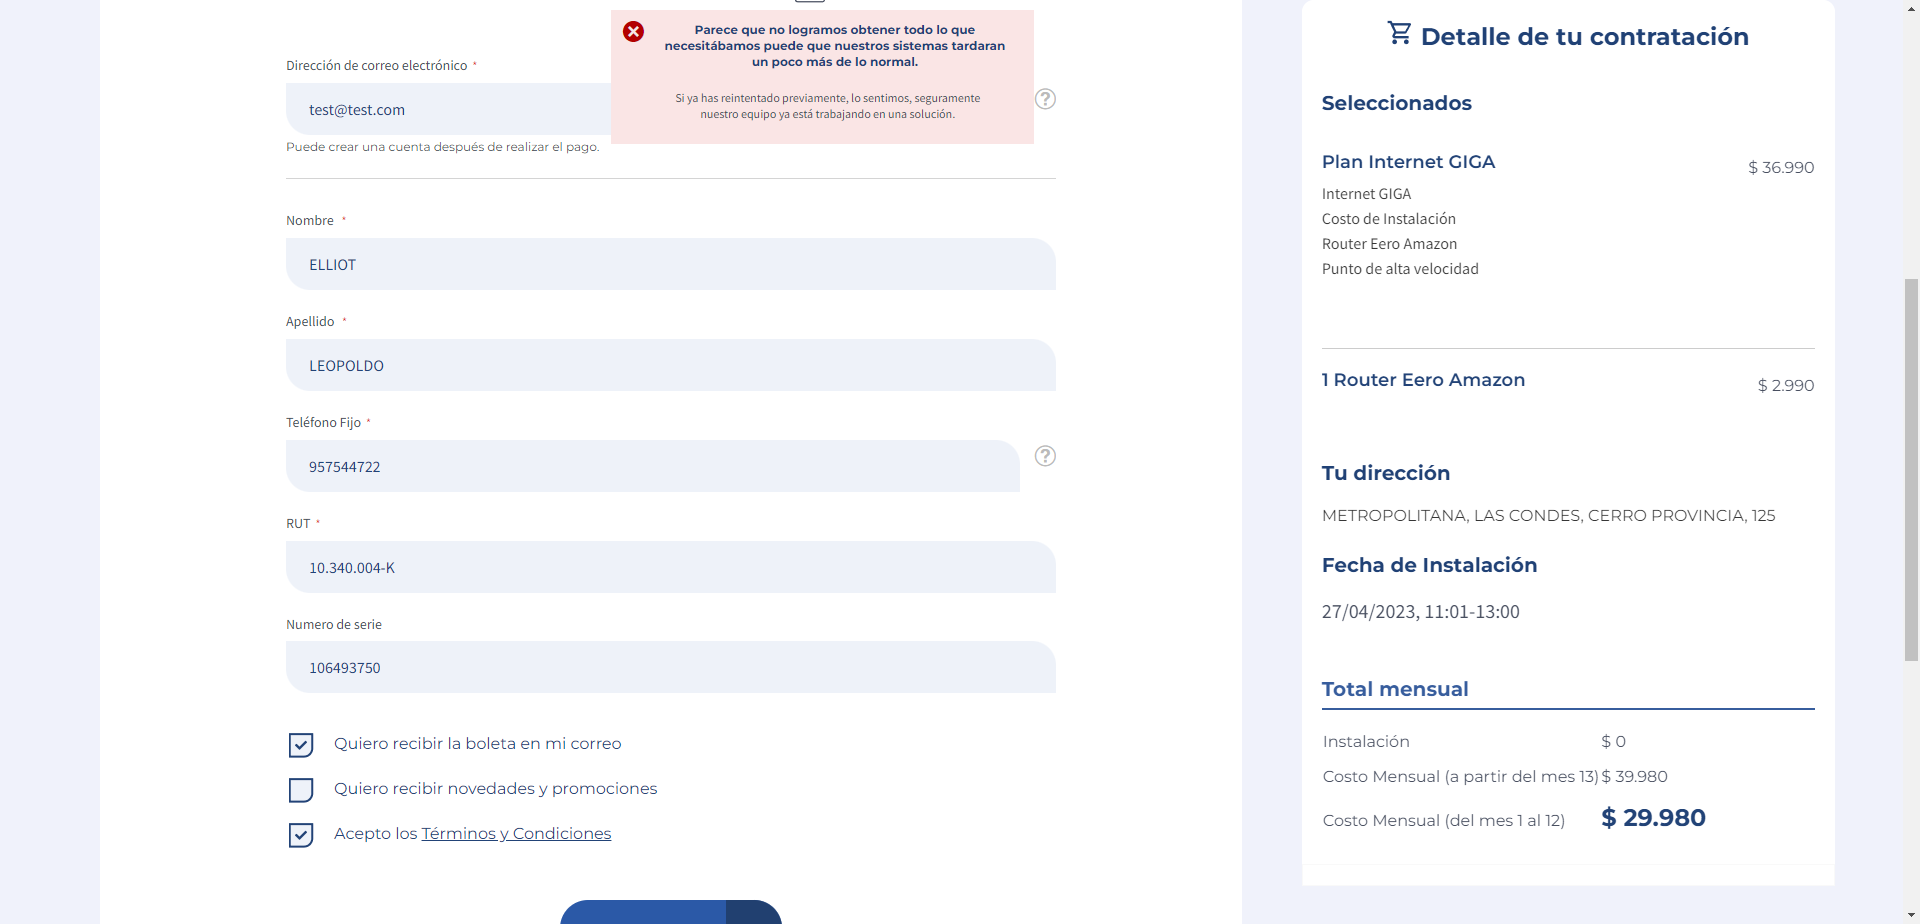 Parece que no logramos obtener todo lo que
necesitábamos puede que nuestros sistemas tardaran
un poco más de lo normal.
Si ya has reintentado previamente, lo sentimos, seguramente
nuestro equipo ya está trabajando en una solución.
Dirección de correo electrónico *
test@test.com
?
Puede crear una cuenta después de realizar el pago.
Nombre *
ELLIOT
Apellido *
LEOPOLDO
Teléfono Fijo *
957544722
?
RUT *
10.340.004-K
Numero de serie
106493750
Quiero recibir la boleta en mi correo
Quiero recibir novedades y promociones
Acepto los Términos y Condiciones
Detalle de tu contratación
Seleccionados
Plan Internet GIGA $ 36.990
Internet GIGA
Costo de Instalación
Router Eero Amazon
Punto de alta velocidad
1 Router Eero Amazon $ 2.990
Tu dirección
METROPOLITANA, LAS CONDES, CERRO PROVINCIA, 125
Fecha de Instalación
27/04/2023, 11:01-13:00
Total mensual
Instalación $ 0
Costo Mensual (a partir del mes 13) $ 39.980
Costo Mensual (del mes 1 al 12) $ 29.980